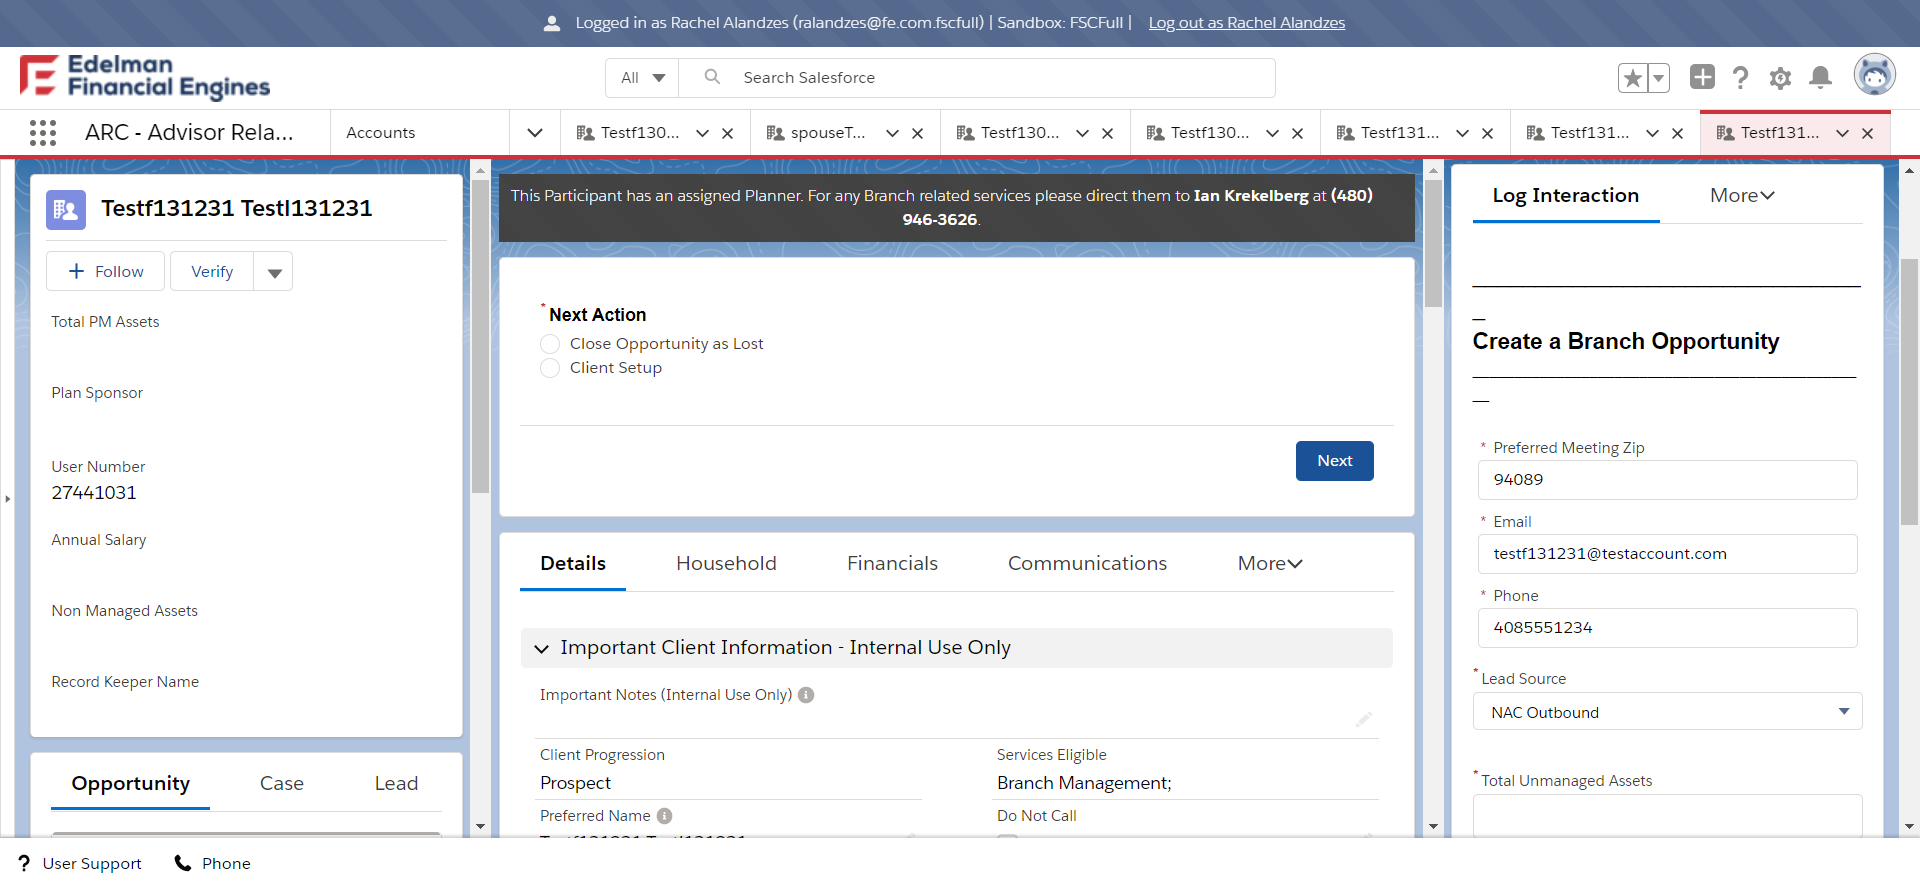 Logged in as Rachel Alandzes (ralandzes@fe.com.fscfull) | Sandbox: FSCFull | Log out as Rachel Alandzes
Edelman
Financial Engines
All
Search Salesforce
ARC - Advisor Rela...
Accounts
Testf130...
spouseT...
Testf130...
Testf130...
Testf131...
Testf131...
Testf131...
Testf131231 Testl131231
Follow
Verify
Total PM Assets
Plan Sponsor
User Number
27441031
Annual Salary
Non Managed Assets
Record Keeper Name
Opportunity
Case
Lead
This Participant has an assigned Planner. For any Branch related services please direct them to Ian Krekelberg at (480)
946-3626.
* Next Action
Close Opportunity as Lost
Client Setup
Next
Details
Household
Financials
Communications
More
Important Client Information - Internal Use Only
Important Notes (Internal Use Only)
Client Progression
Prospect
Services Eligible
Branch Management;
Preferred Name
Do Not Call
Log Interaction
More
Create a Branch Opportunity
* Preferred Meeting Zip
94089
* Email
testf131231@testaccount.com
* Phone
4085551234
* Lead Source
NAC Outbound
* Total Unmanaged Assets
User Support
Phone